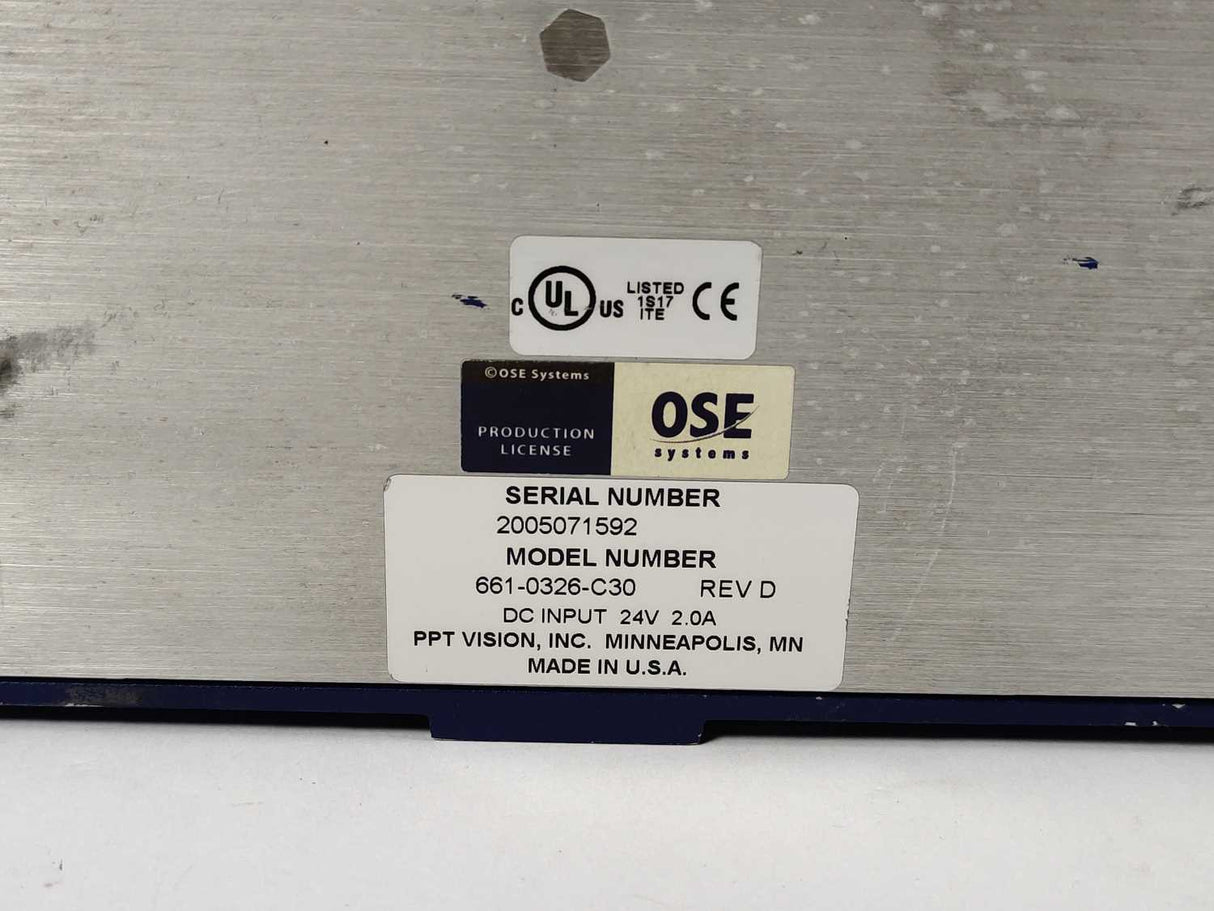 C UL US LISTED CE
1S17
ITE
©OSE Systems
PRODUCTION
LICENSE
OSE
systems
SERIAL NUMBER
2005071592
MODEL NUMBER
661-0326-C30 REV D
DC INPUT 24V 2.0A
PPT VISION, INC. MINNEAPOLIS, MN
MADE IN U.S.A.